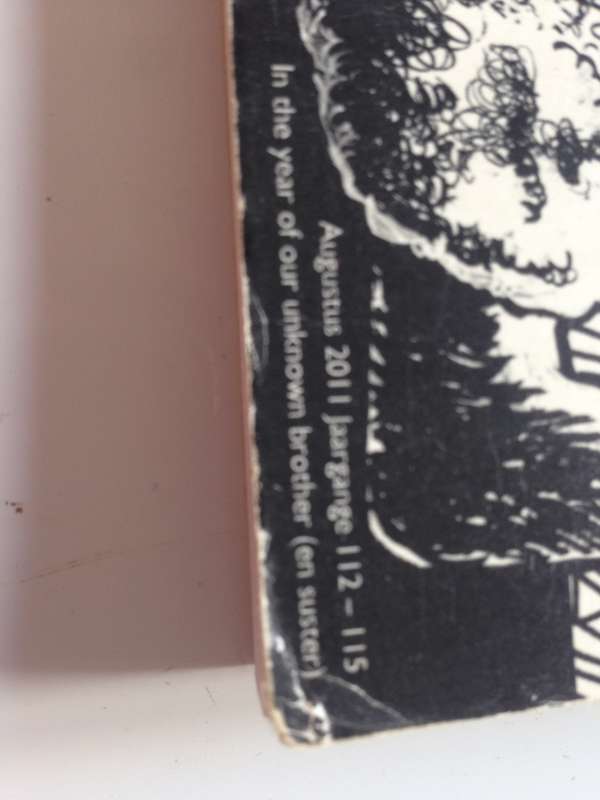 Augustus 2011 Jaargange 112 – 115
In the year of our unknown brother (en suster)